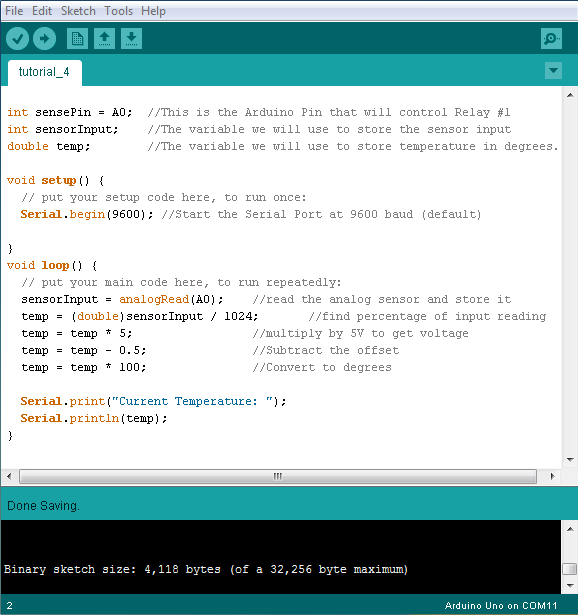 File Edit Sketch Tools Help
tutorial_4
int sensePin = A0;  //This is the Arduino Pin that will control Relay #1
int sensorInput;    //The variable we will use to store the sensor input
double temp;        //The variable we will use to store temperature in degrees.
void setup() {
  // put your setup code here, to run once:
  Serial.begin(9600); //Start the Serial Port at 9600 baud (default)
}
void loop() {
  // put your main code here, to run repeatedly:
  sensorInput = analogRead(A0);    //read the analog sensor and store it
  temp = (double)sensorInput / 1024;       //find percentage of input reading
  temp = temp * 5;                 //multiply by 5V to get voltage
  temp = temp - 0.5;               //Subtract the offset
  temp = temp * 100;               //Convert to degrees
  Serial.print("Current Temperature: ");
  Serial.println(temp);
}
Done Saving.
Binary sketch size: 4,118 bytes (of a 32,256 byte maximum)
2 Arduino Uno on COM11